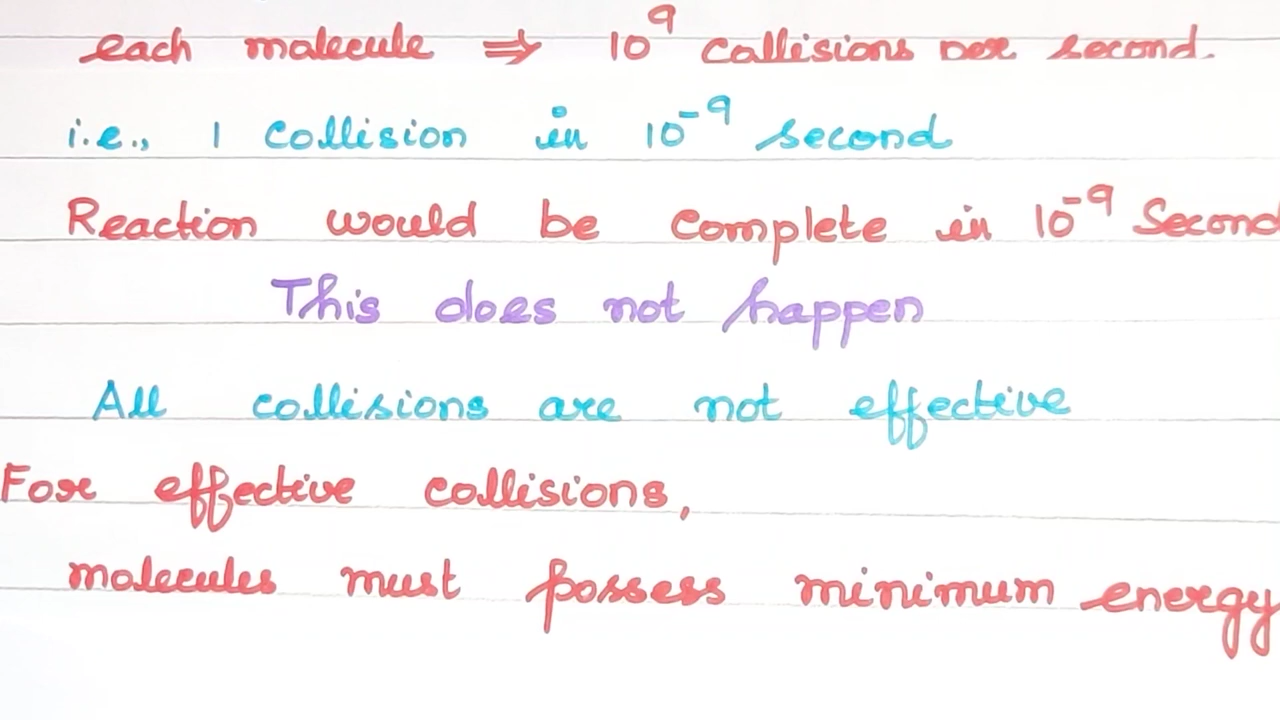 each molecule ⇒ 10⁹ collisions per second.
i.e., 1 collision in 10⁻⁹ second
Reaction would be complete in 10⁻⁹ Second
This does not happen
All collisions are not effective
For effective collisions,
molecules must possess minimum energy